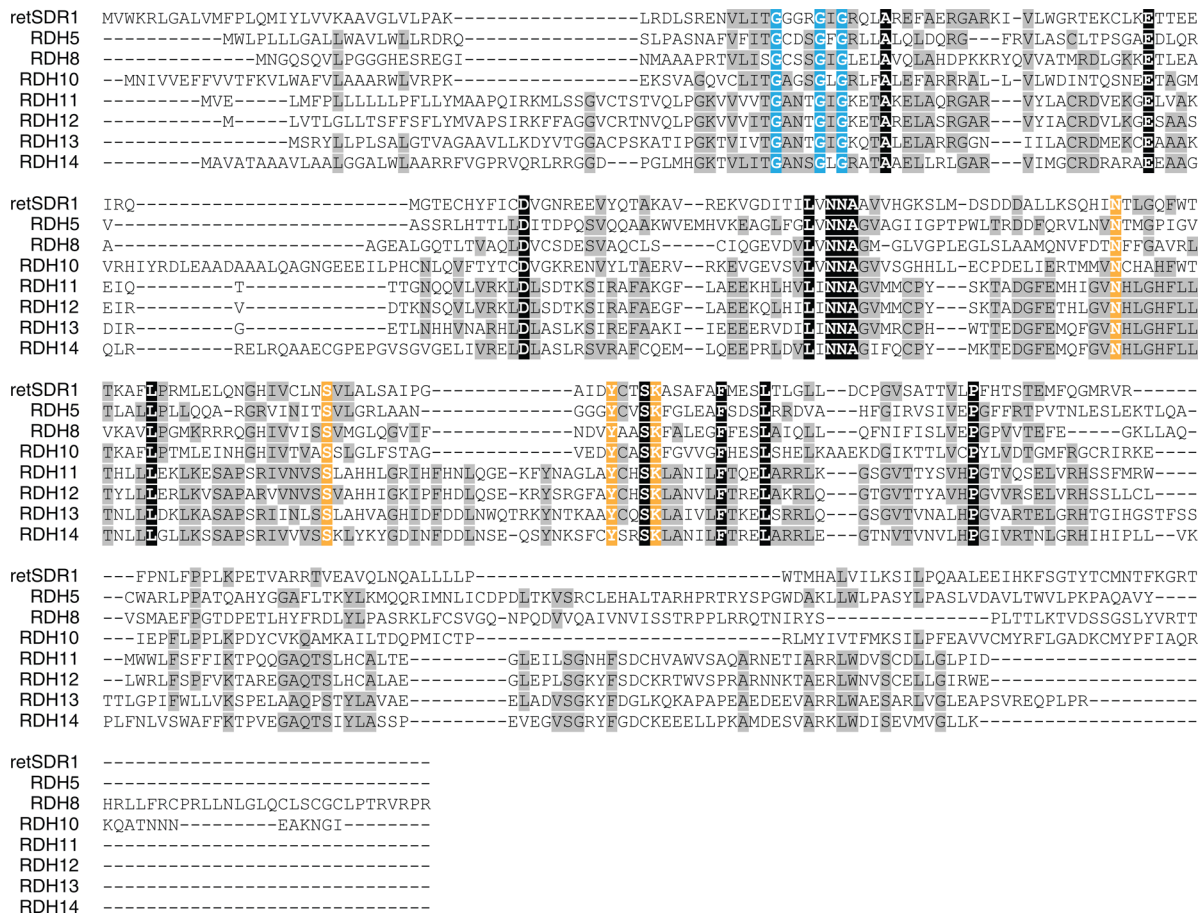 retSDR1 MVWKRLGALVMFPLQMIYLVVKAAVGLVLPAK-----------------LRDLSRENVLITGGGRGIGRQLAREFAERGARKI-VLWGRTEKCLKETTEE
RDH5 -----------MWLPLLLGALLWAVLWLLRDRQ----------------SLPASNAFVFITGCDSGFGRLLALQLDQRG---FRVLASCLTPSGAEDLQR
RDH8 --------------MNGQSQVLPGGGHESREGI----------------NMAAAPRTVLISGCSSGIGLELAVQLAHDPKKRYQVVATMRDLGKKETLEA
RDH10 --MNIVVEFFVVTFKVLWAFVLAAARWLVRPK-----------------EKSVAGQVCLITGAGSGLGRLFALEFARRRAL-L-VLWDINTQSNEETAGM
RDH11 ---------MVE------LMFPLLLLLLPFLLYMAAPQIRKMLSSGVCTSTVQLPGKVVVVTGANTGIGKETAKELAQRGAR---VYLACRDVEKGELVAK
RDH12 -----------M------LVTLGLLTSFFSFLYMVAPSIRKFFAGGVCRTNVQLPGKVVVITGANTGIGKETARELASRGAR---VYIACRDVLKGESAAS
RDH13 -----------------MSRYLLPLSALGTVAGAAVLLKDYVTGGACPSKATIPGKTVIVTGANTGIGKQTALELARRGGN---IILACRDMEKCEAAAK
RDH14 ---------MAVATAAAVLAALGGALWLAARRFVGPRVQRLRRGGD---PGLMHGKTVLITGANSGLGRATAAELLRLGAR---VIMGCRDRARAEEAAG
retSDR1 IRQ-------------------------MGTECHYFICDVGNREEVYQTAKAV--REKVGDITILVNNAAVVHGKSLM-DSDDDALLKSQHINTLGQFWT
RDH5 V---------------------------ASSRLHTTLLDITDPQSVQQAAKWVEMHVKEAGLFGLVNNAGVAGIIGPTPWLTRDDFQRVLNVNTMGPIGV
RDH8 A-----------------------AGEALGQTLTVAQLDVCSDESVAQCLS-----CIQGEVDVLVNNAGM-GLVGPLEGLSLAAMQNVFDTNFFGAVRL
RDH10 VRHIYRDLEAADAAALQAGNGEEEILPHCNLQVFTYTCDVGKRENVYLTAERV--RKEVGEVSVLVNNAGVVSGHHLL-ECPDELIERTMMVNCHAHFWT
RDH11 EIQ---------T---------------TTGNQQVLVRKLDLSDTKSIRAFAKGF--LAEEKHLHVLINNAGVMMCPY---SKTADGFEMHIGVNHLGHFLL
RDH12 EIR---------V---------------DTKNSQVLVRKLDLSDTKSIRAFAEGF--LAEEKQLHILINNAGVMMCPY---SKTADGFETHLGVNHLGHFLL
RDH13 DIR---------G---------------ETLNHHVNARHLDLASLKSIREFAAKI--IEEEERVDILINNAGVMRCPH---WTTEDGFEMQFGVNHLGHFLL
RDH14 QLR---------RELRQAAECGPEPGVSGVGELIVRELDLASLRSVRAFCQEM--LQEEPRLDVLINNAGIFQCPY---MKTEDGFEMQFGVNHLGHFLL
retSDR1 TKAFLPRMLELQNGHIVCLNSVLALSAIPG-------------AIDYCTSKASAFAFMESLTLGLL--DCPGVSATTVLPFHTSTEMFQGMRVR------
RDH5 TLALLPLLQQA-RGRVINITSVLGRLAAN--------------GGGYCVSKFGLEAFSDSLRRDVA--HFGIRVSIVEPGFFRTPVTNLESLEKTLQA-
RDH8 VKAVLPGMKRRRQGHIVVISSVMGLQGVIF-------------NDVYAASKFALEGFFESLAIQLL--QFNIFISLVEPGPVVTEFE-----GKLLAQ-
RDH10 TKAFLPTMLEINHGHIVTVASSLGLFSTAG-------------VEDYCASKFGVVGFHESLSHELKAAEKDGIKTTLVCPYLVDTGMFRGCRIRKE----
RDH11 THLLLEKLKESAPSRIVNVSSLAHHLGRIHFHNLQGE-KFYNAGLAYCHSKLANILFTQELARRLK---GSGVTTYSVHPGTVQSELVRHSSFMRW----
RDH12 TYLLLERLKVSAPARVVNVSSVAHHIGKIPFHDLQSE-KRYSRGFAYCHSKLANVLFTRELAKRLQ---GTGVTTYAVHPGVVRSELVRHSSLLCL----
RDH13 TNLLLDKLKASAPSRIINLSSLAHVAGHIDFDDLNWQTRKYNTKAAYCQSKLAIVLFTKELSRRLQ---GSGVTVNALHPGVARTELGRHTGIHGSTFSS
RDH14 TNLLLGLLKSSAPSRIVVVSSKLYKYGDINFDDLNSE-QSYNKSFCYSRSKLANILFTRELARRLE---GTNVTVNVLHPGIVRTNLGRHIHIPLL--VK
retSDR1 ---FPNLFPPLKPETVARRTVEAVQLNQALLLLP----------------------------WTMHALVILKSILPQAALEEIHKFSGTYTCMNTFKGRT
RDH5 --CWARLPPATQAHYGGAFLTKYLKMQQRIMNLICDPDLTKVSRCLEHALTARHPRTRYSPGWDAKLLWLPASYLPASLVDAVLTWVLPKPAQAVY----
RDH8 --VSMAEFPGTDPETLHYFRDLYLPASRKLFCSVGQ-NPQDVVQAIVNVISSTRPPLRRQTNIRYS---------PLTTLKTVDSSGSLYVRTT
RDH10 ----IEPFLPPLKPDYCVKQAMKAILTDQPMICTP---------------------------RLMYIVTFMKSILPFEAVVCMYRFLGADKCMYPFIAQR
RDH11 --MWWLFSFFIKTPQQGAQTSLHCALTE---------GLEILSGNHFSDCHVAWVSAQARNETIARRLWDVSCDLLGLPID-------------------
RDH12 --LWRLFSPFVKTAREGAQTSLHCALAE---------GLEPLSGKYFSDCKRTWVSPRARNNKTAERLWNVSCELLGIRWE-------------------
RDH13 TTLGPIFWLLVKSPELAAQPSTYLAVAE---------ELADVSGKYFDGLKQKAPAPEAEDEEVARRLWAESARLVGLEAPSVREQPLPR----------
RDH14 PLFNLVSWAFFKTPVEGAQTSIYLASSP---------EVEGVSGRYFGDCKEEELLPKAMDEESVARKLWDISEVMVGLLK-------------------
retSDR1 ------------------------------
RDH5 ------------------------------
RDH8 HRLLFRCPRLLNLGLQCLSCGCLPTRVRPR
RDH10 KQATNNN---------EAKNGI--------
RDH11 ------------------------------
RDH12 ------------------------------
RDH13 ------------------------------
RDH14 ------------------------------